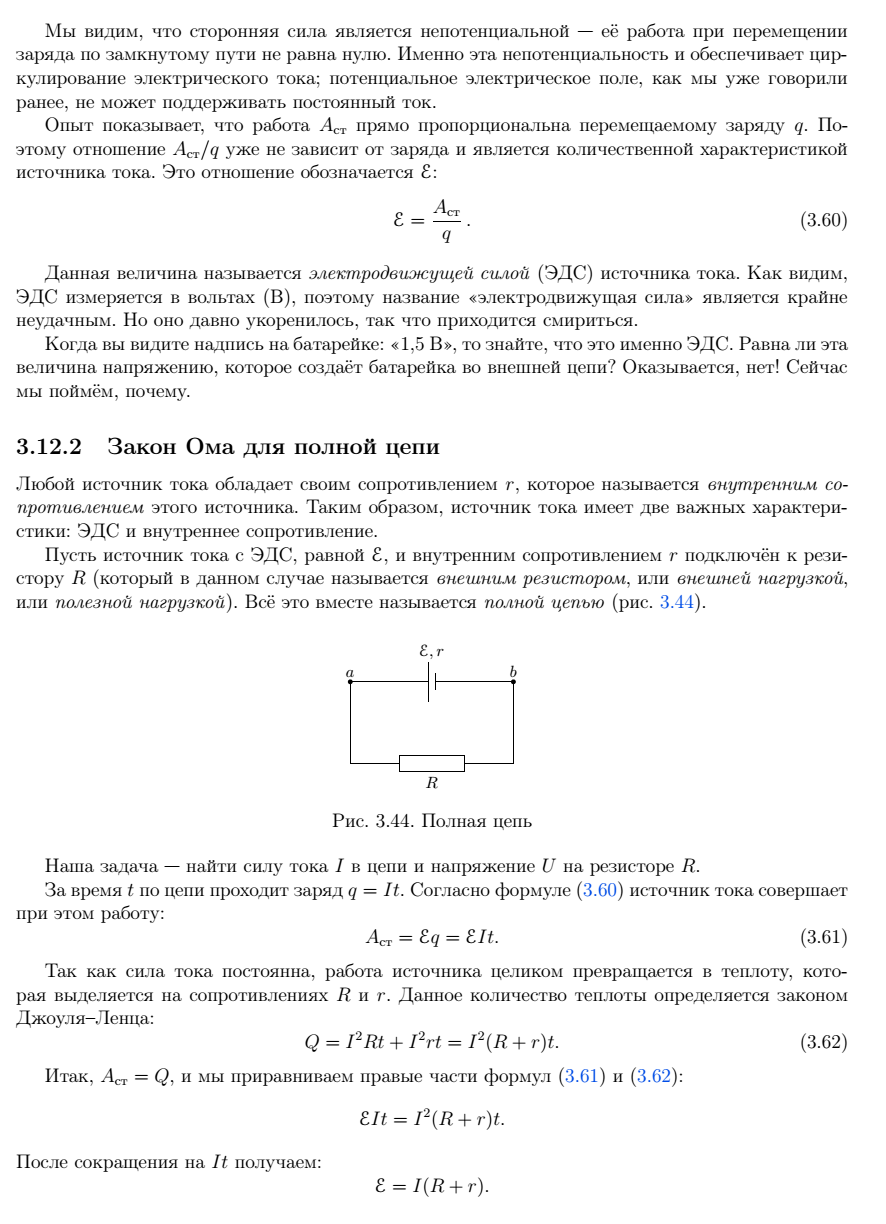 Мы видим, что сторонняя сила является непотенциальной — её работа при перемещении
заряда по замкнутому пути не равна нулю. Именно эта непотенциальность и обеспечивает цир-
кулирование электрического тока; потенциальное электрическое поле, как мы уже говорили
ранее, не может поддерживать постоянный ток.
Опыт показывает, что работа Aст прямо пропорциональна перемещаемому заряду q. По-
этому отношение Aст/q уже не зависит от заряда и является количественной характеристикой
источника тока. Это отношение обозначается ℰ:
ℰ = Aст/q . (3.60)
Данная величина называется электродвижущей силой (ЭДС) источника тока. Как видим,
ЭДС измеряется в вольтах (В), поэтому название «электродвижущая сила» является крайне
неудачным. Но оно давно укоренилось, так что приходится смириться.
Когда вы видите надпись на батарейке: «1,5 В», то знайте, что это именно ЭДС. Равна ли эта
величина напряжению, которое создаёт батарейка во внешней цепи? Оказывается, нет! Сейчас
мы поймём, почему.
3.12.2 Закон Ома для полной цепи
Любой источник тока обладает своим сопротивлением r, которое называется внутренним со-
противлением этого источника. Таким образом, источник тока имеет две важных характери-
стики: ЭДС и внутреннее сопротивление.
Пусть источник тока с ЭДС, равной ℰ, и внутренним сопротивлением r подключён к рези-
стору R (который в данном случае называется внешним резистором, или внешней нагрузкой,
или полезной нагрузкой). Всё это вместе называется полной цепью (рис. 3.44).
ℰ, r
a b
R
Рис. 3.44. Полная цепь
Наша задача — найти силу тока I в цепи и напряжение U на резисторе R.
За время t по цепи проходит заряд q = It. Согласно формуле (3.60) источник тока совершает
при этом работу:
Aст = ℰq = ℰIt. (3.61)
Так как сила тока постоянна, работа источника целиком превращается в теплоту, кото-
рая выделяется на сопротивлениях R и r. Данное количество теплоты определяется законом
Джоуля–Ленца:
Q = I²Rt + I²rt = I²(R + r)t. (3.62)
Итак, Aст = Q, и мы приравниваем правые части формул (3.61) и (3.62):
ℰIt = I²(R + r)t.
После сокращения на It получаем:
ℰ = I(R + r).